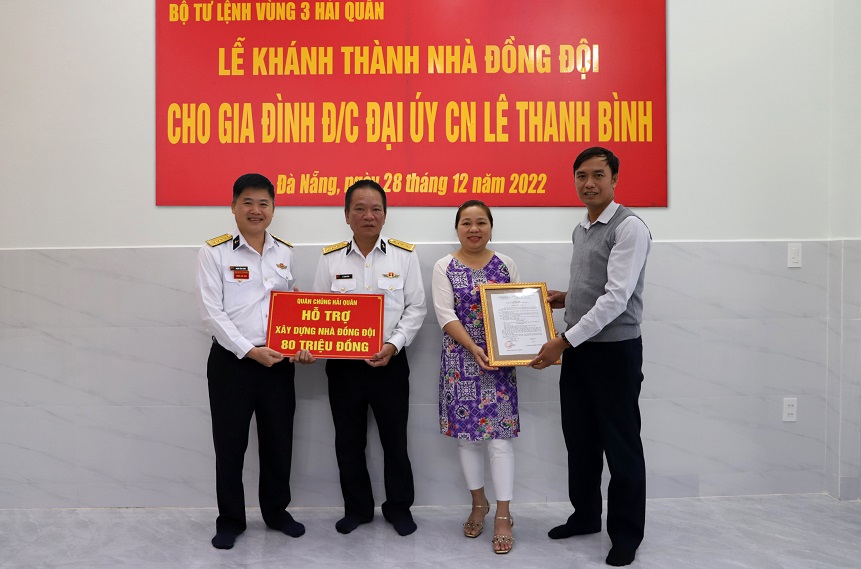 BỘ TƯ LỆNH VÙNG 3 HẢI QUÂN
LỄ KHÁNH THÀNH NHÀ ĐỒNG ĐỘI
CHO GIA ĐÌNH Đ/C ĐẠI ÚY CN LÊ THANH BÌNH
Đà Nẵng, ngày 28 tháng 12 năm 2022
QUÂN CHỦNG HẢI QUÂN
HỖ TRỢ
XÂY DỰNG NHÀ ĐỒNG ĐỘI
80 TRIỆU ĐỒNG